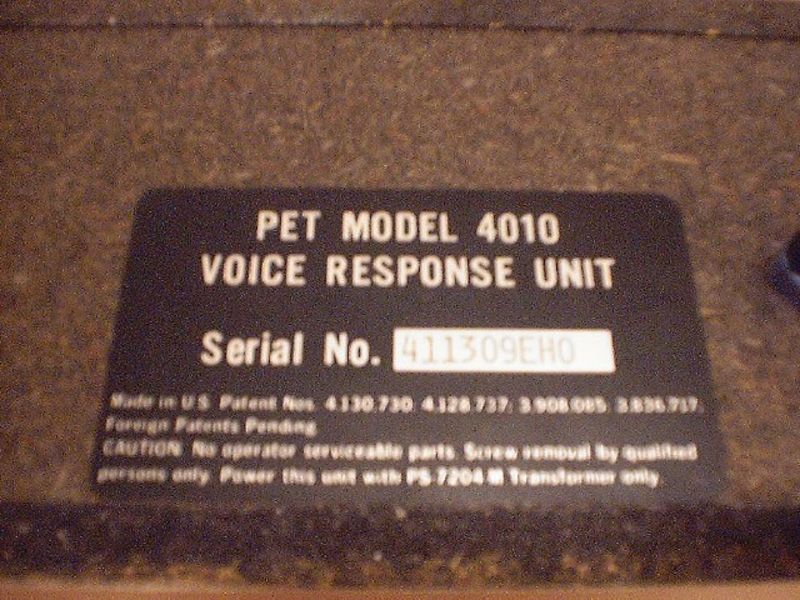 PET MODEL 4010
VOICE RESPONSE UNIT
Serial No. 411309EH0
Made in U.S. Patent Nos. 4.130.730. 4.128.737. 3.908.085. 3.836.717.
Foreign Patents Pending
CAUTION: No operator serviceable parts. Screw removal by qualified
persons only. Power this unit with PS-7204 M Transformer only.